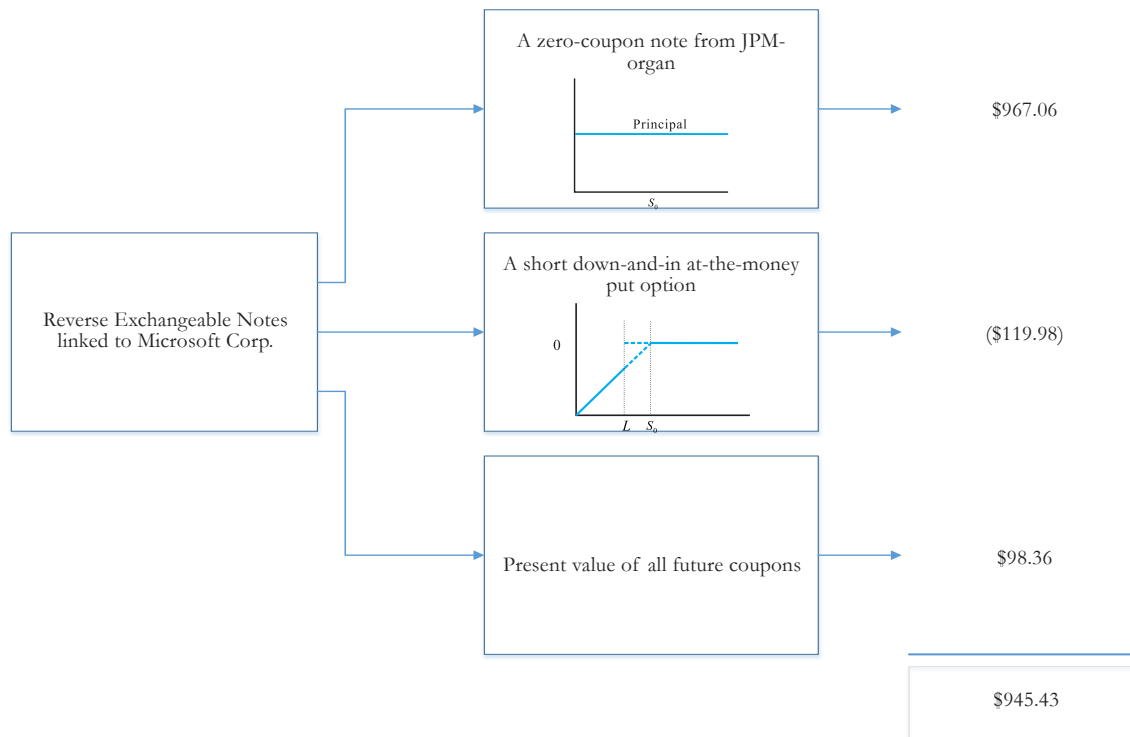 A zero-coupon note from JPM-
organ
Principal
S₀
$967.06
Reverse Exchangeable Notes
linked to Microsoft Corp.
A short down-and-in at-the-money
put option
0
L S₀
($119.98)
Present value of all future coupons
$98.36
$945.43